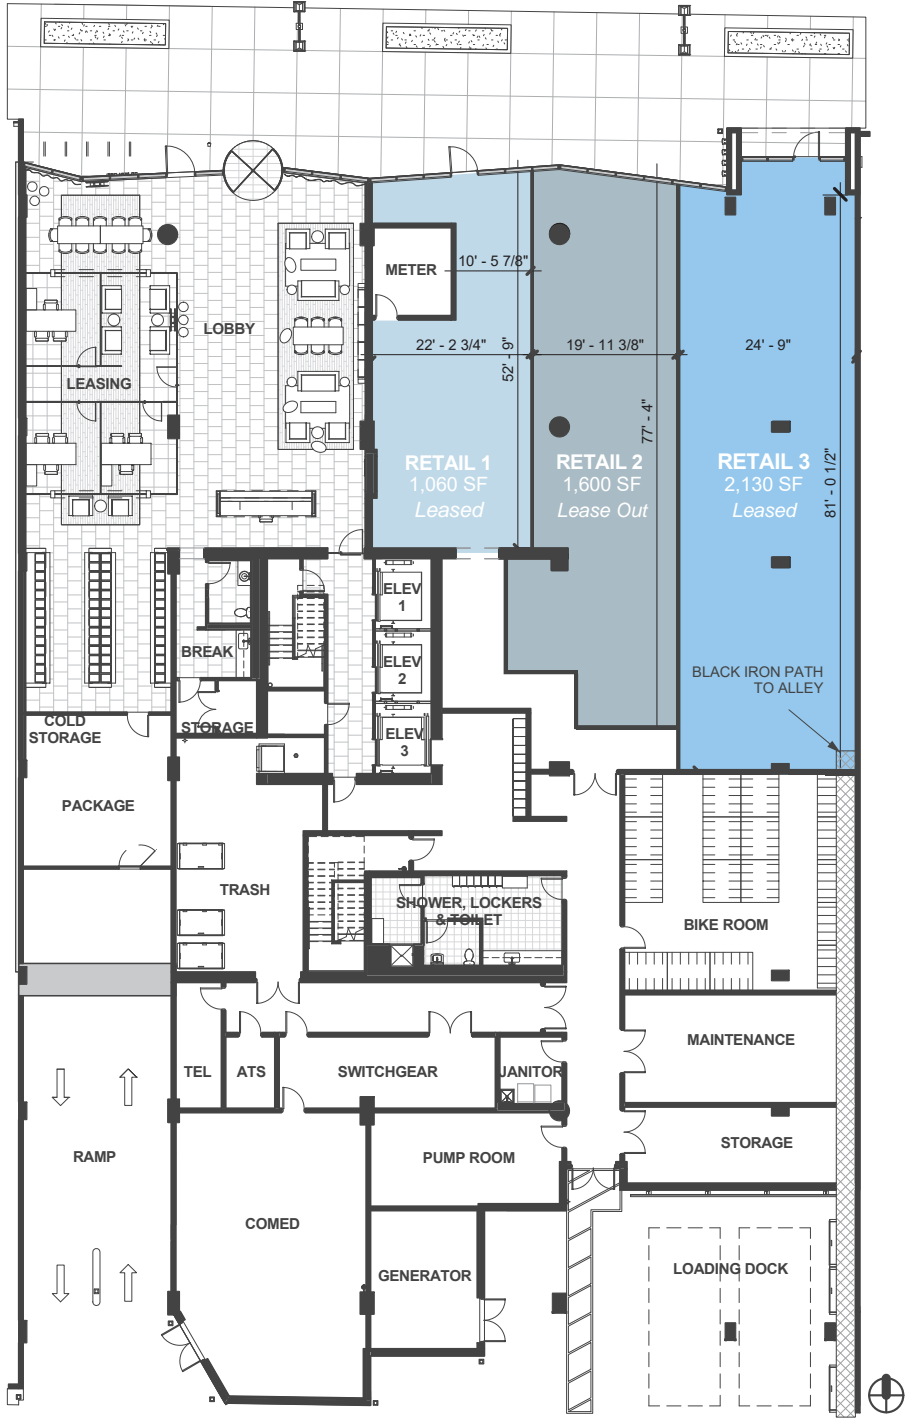 METER
10' - 5 7/8"
LOBBY
22' - 2 3/4"
52' - 9"
19' - 11 3/8"
24' - 9"
LEASING
77' - 4"
RETAIL 1
1,060 SF
Leased
RETAIL 2
1,600 SF
Lease Out
RETAIL 3
2,130 SF
Leased
81' - 0 1/2"
ELEV
1
BREAK
ELEV
2
BLACK IRON PATH
TO ALLEY
COLD
STORAGE
STORAGE
ELEV
3
PACKAGE
TRASH
SHOWER, LOCKERS
& TOILET
BIKE ROOM
MAINTENANCE
TEL
ATS
SWITCHGEAR
JANITOR
STORAGE
RAMP
PUMP ROOM
COMED
GENERATOR
LOADING DOCK